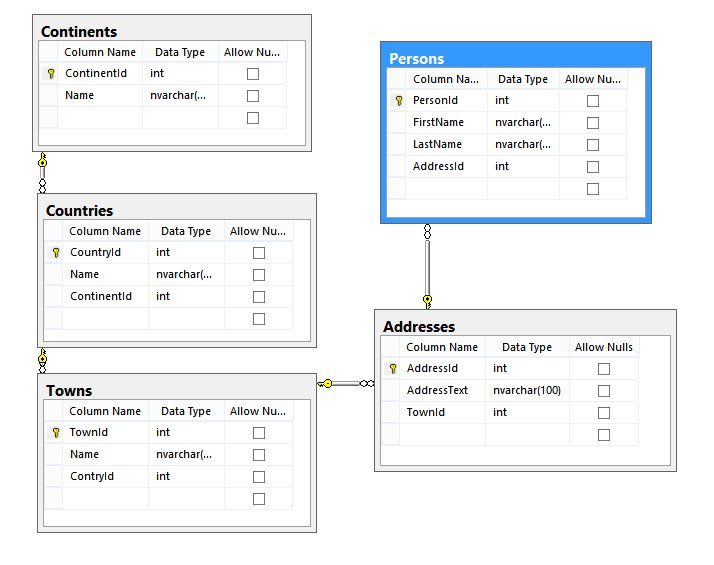 Continents
Column Name Data Type Allow Nu...
ContinentId int
Name nvarchar(...
Persons
Column Na... Data Type Allow Nu...
PersonId int
FirstName nvarchar(...
LastName nvarchar(...
AddressId int
Countries
Column Name Data Type Allow Nu...
CountryId int
Name nvarchar(...
ContinentId int
Addresses
Column Name Data Type Allow Nulls
AddressId int
AddressText nvarchar(100)
TownId int
Towns
Column Name Data Type Allow Nu...
TownId int
Name nvarchar(...
ContryId int